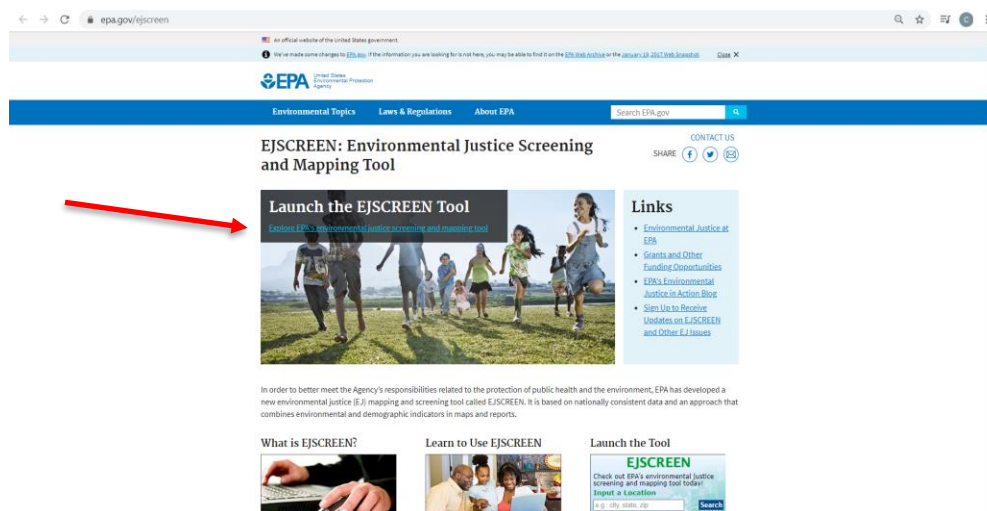 epa.gov/ejscreen
An official website of the United States government.
We've made some changes to EPA.gov. If the information you are looking for is not here, you may be able to find it on the EPA Web Archive or the January 19, 2017 Web Snapshot. Close X
EPA United States
Environmental Protection
Agency
Environmental Topics Laws & Regulations About EPA Search EPA.gov
CONTACT US
EJSCREEN: Environmental Justice Screening
and Mapping Tool
SHARE
Launch the EJSCREEN Tool
Explore EPA's environmental justice screening and mapping tool
Links
Environmental Justice at
EPA
Grants and Other
Funding Opportunities
EPA's Environmental
Justice in Action Blog
Sign Up to Receive
Updates on EJSCREEN
and Other EJ Issues
In order to better meet the Agency's responsibilities related to the protection of public health and the environment, EPA has developed a
new environmental justice (EJ) mapping and screening tool called EJSCREEN. It is based on nationally consistent data and an approach that
combines environmental and demographic indicators in maps and reports.
What is EJSCREEN? Learn to Use EJSCREEN Launch the Tool
EJSCREEN
Check out EPA's environmental justice
screening and mapping tool today!
Input a Location
e.g. city, state, zip Search